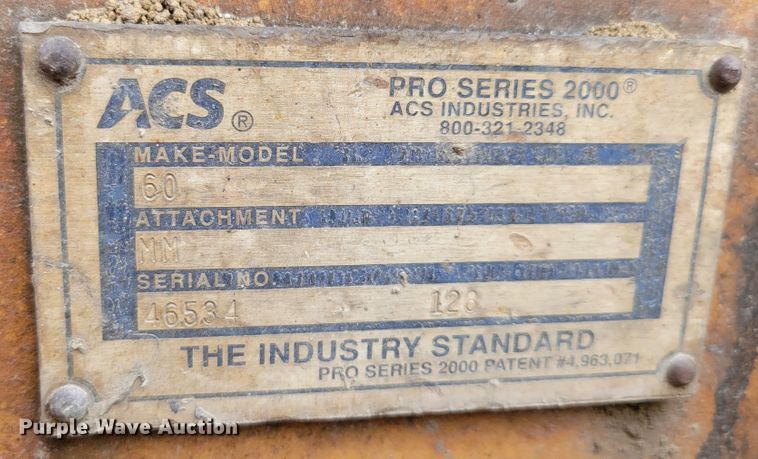 ACS®
PRO SERIES 2000®
ACS INDUSTRIES, INC.
800-321-2348
MAKE-MODEL
60
ATTACHMENT
MM
SERIAL NO.
46534 128
THE INDUSTRY STANDARD
PRO SERIES 2000 PATENT #4,963,071
Purple Wave Auction